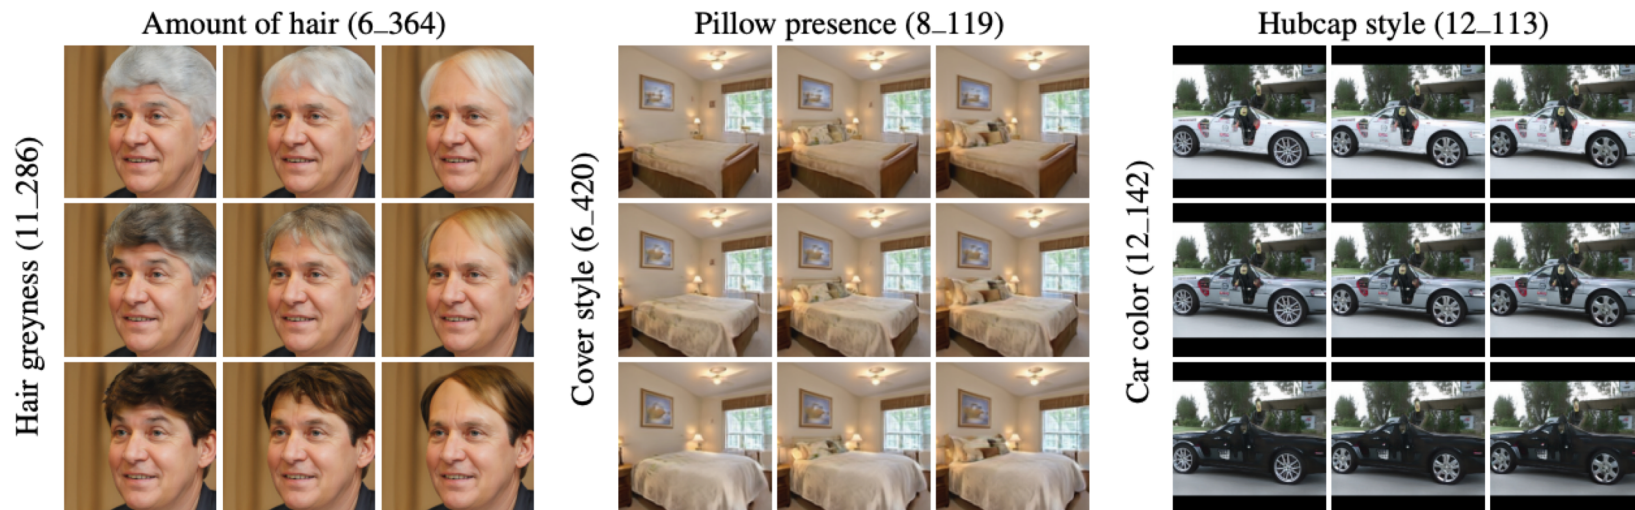 Amount of hair (6_364)
Hair greyness (11_286)
Pillow presence (8_119)
Cover style (6_420)
Hubcap style (12_113)
Car color (12_142)